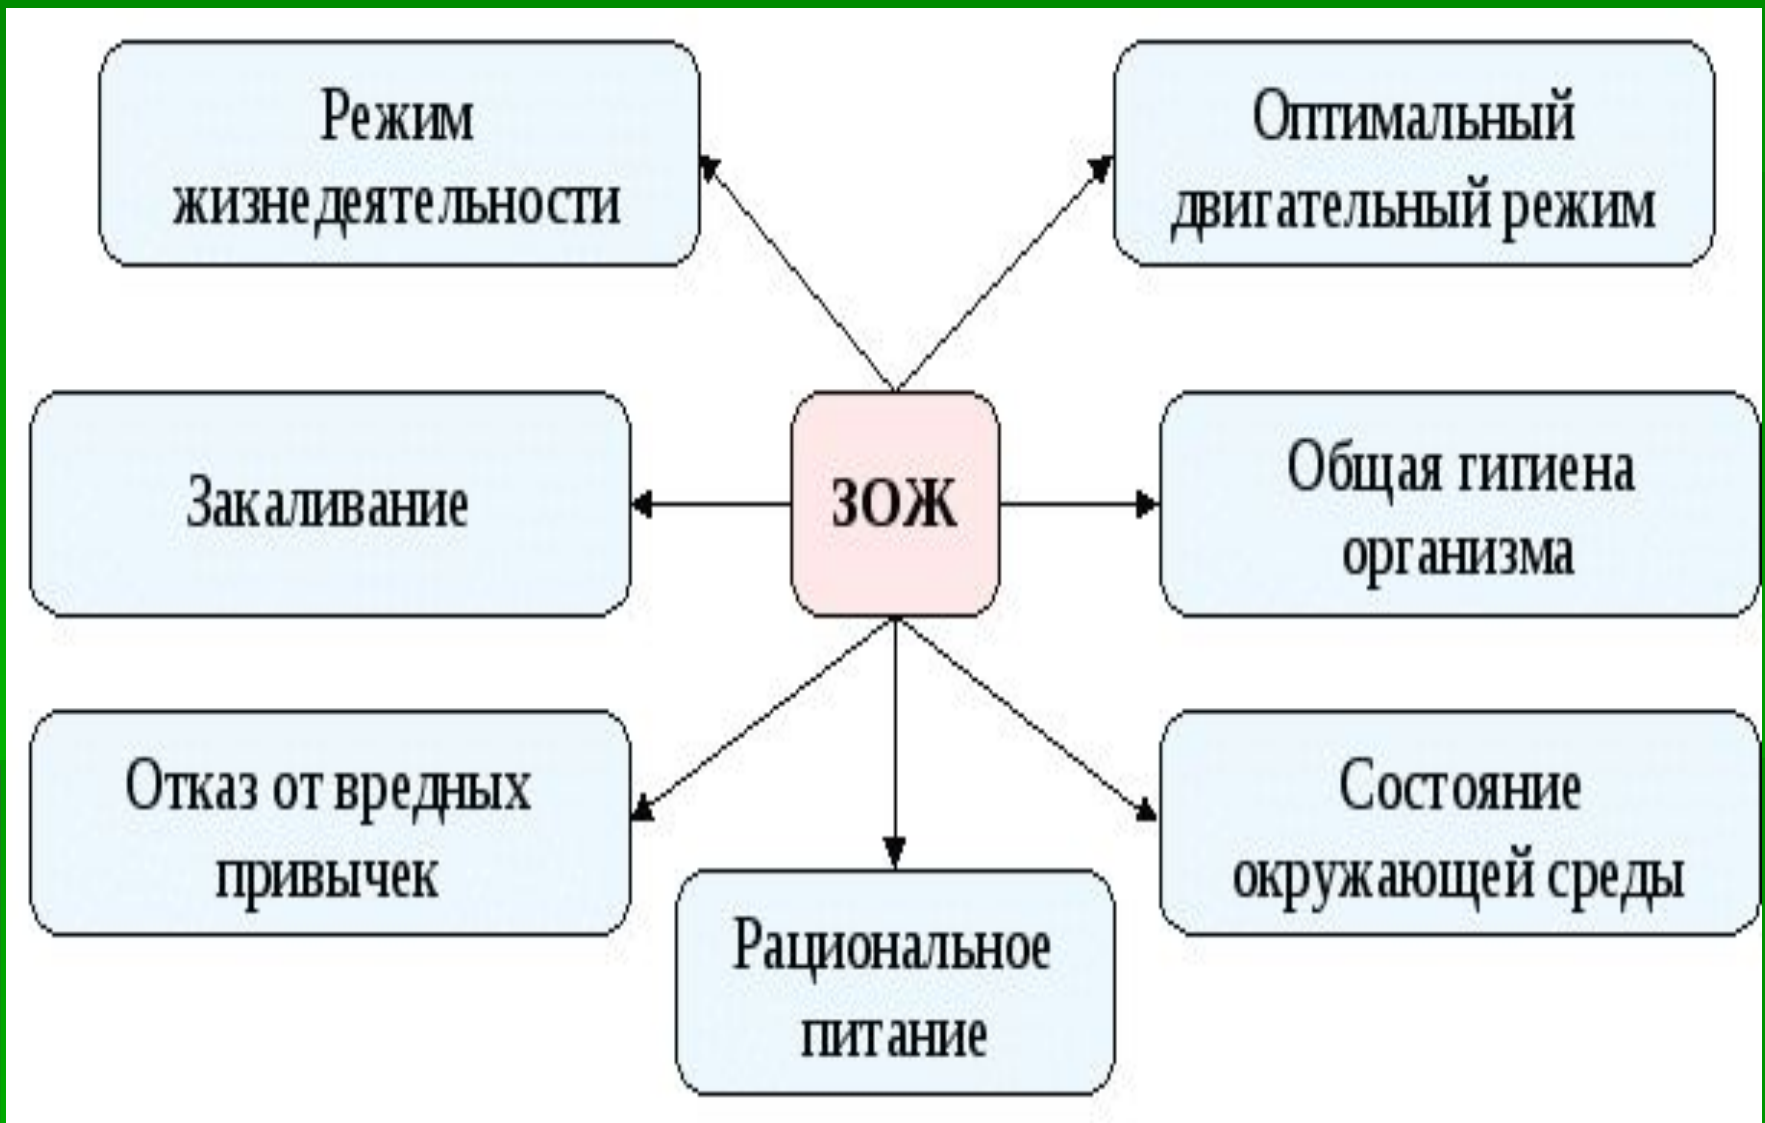 Режим
жизнедеятельности
Оптимальный
двигательный режим
Закаливание
ЗОЖ
Общая гигиена
организма
Отказ от вредных
привычек
Рациональное
питание
Состояние
окружающей среды